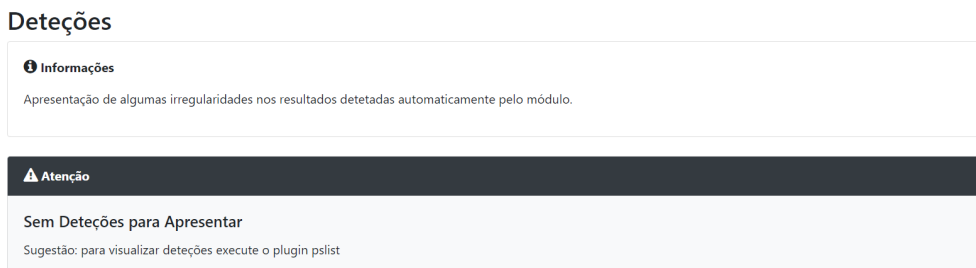 Deteções
Informações
Apresentação de algumas irregularidades nos resultados detetadas automaticamente pelo módulo.
Atenção
Sem Deteções para Apresentar
Sugestão: para visualizar deteções execute o plugin pslist